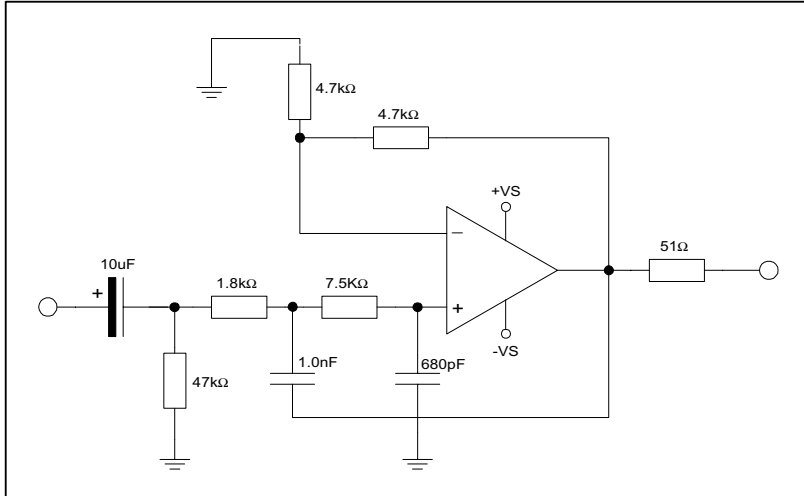 4.7kΩ
4.7kΩ
+VS
−
51Ω
10uF
+
1.8kΩ
7.5KΩ
+
-VS
47kΩ
1.0nF
680pF